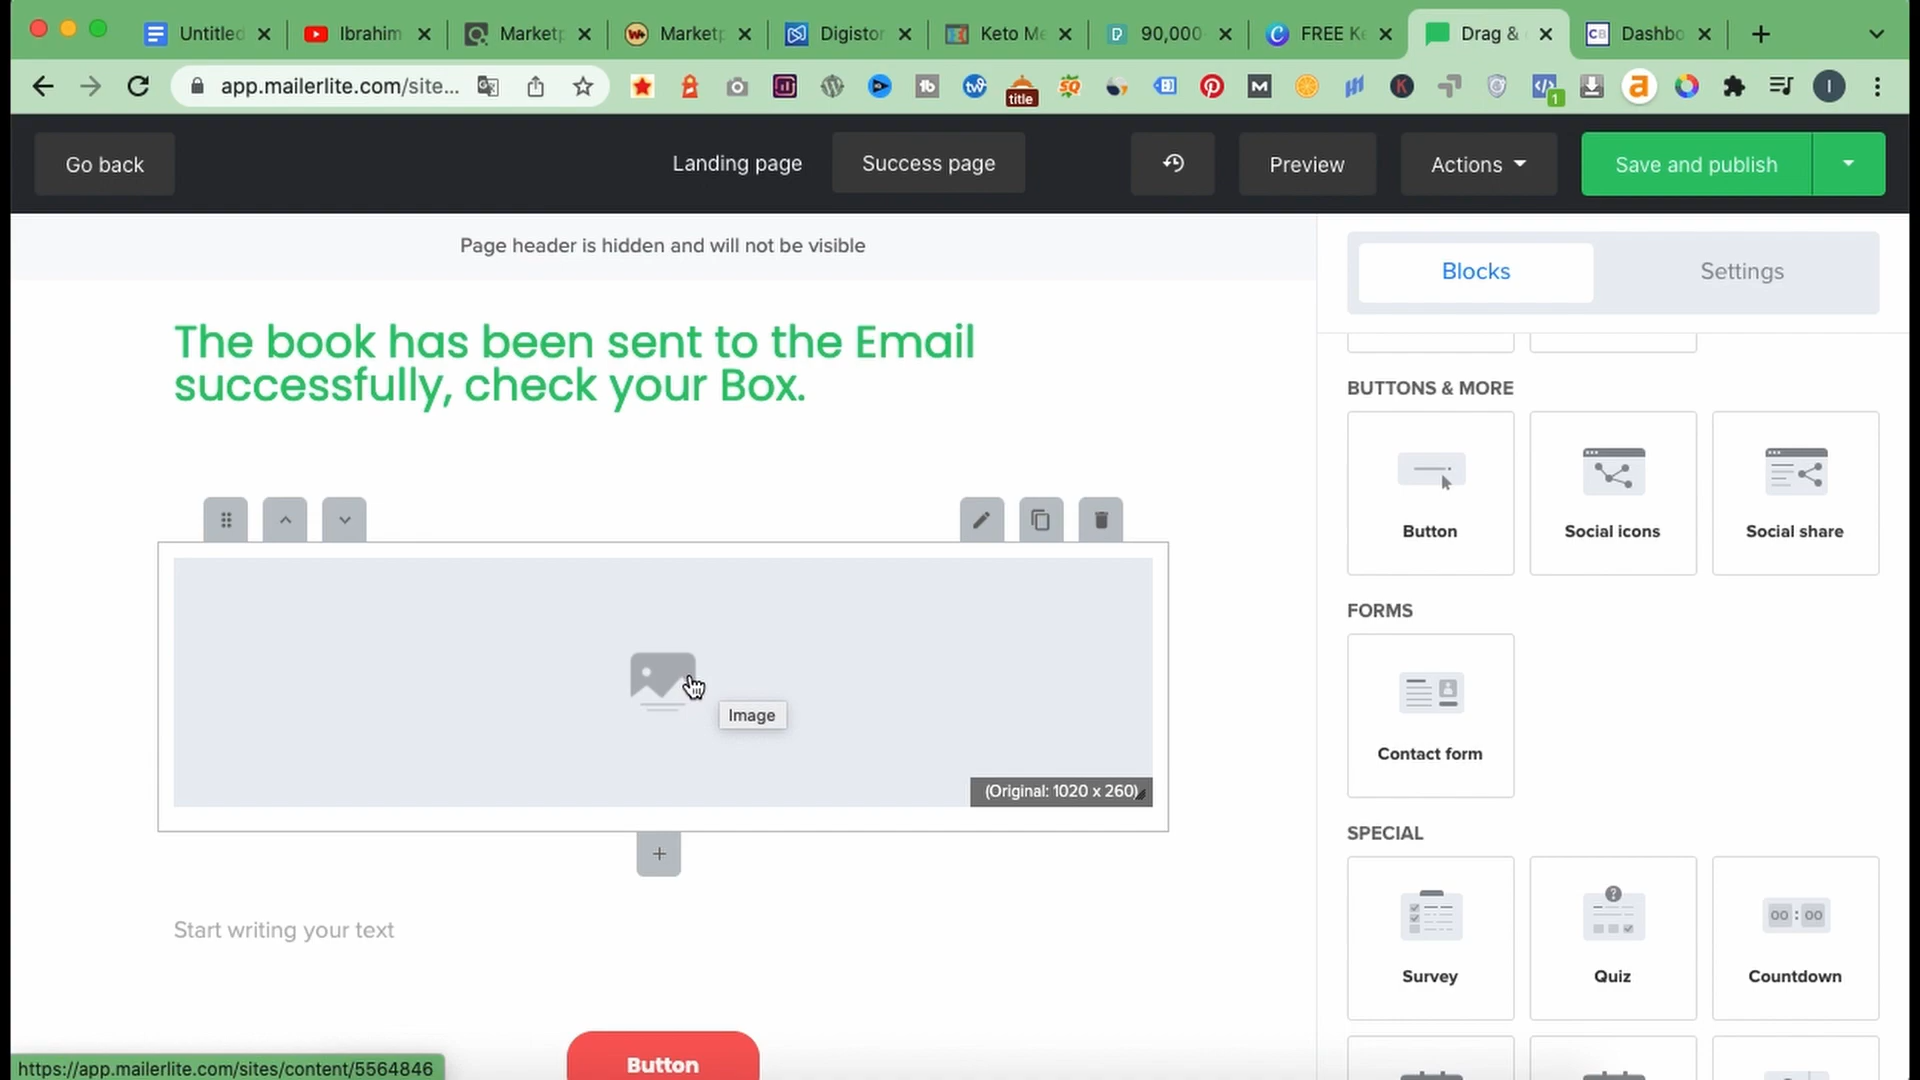 Untitled
Ibrahim
Marketp
Marketp
Digistor
Keto Me
90,000
FREE Ke
Drag &
Dashbo
app.mailerlite.com/site...
title
1
I
Go back
Landing page
Success page
Preview
Actions
Save and publish
Page header is hidden and will not be visible
Blocks
Settings
The book has been sent to the Email
successfully, check your Box.
BUTTONS & MORE
Button
Social icons
Social share
FORMS
Image
(Original: 1020 x 260)
Contact form
SPECIAL
00 : 00
Start writing your text
Survey
Quiz
Countdown
Button
https://app.mailerlite.com/sites/content/5564846